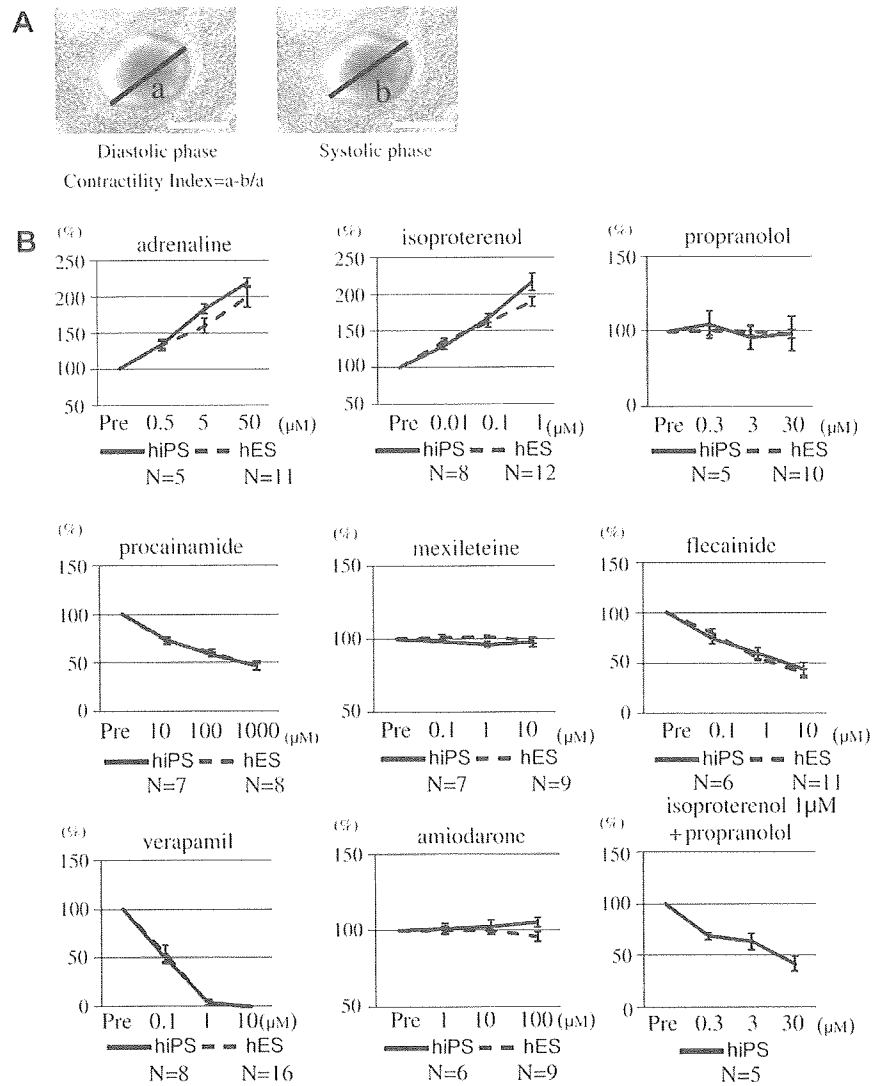 A
a
b
Diastolic phase
Systolic phase
Contractility Index=a-b/a
B
(%)
adrenaline
250
200
150
100
50
Pre 0.5 5 50 (μM)
hiPS hES
N=5 N=11
isoproterenol
250
200
150
100
50
Pre 0.01 0.1 1 (μM)
hiPS hES
N=8 N=12
(%)
propranolol
150
100
0
Pre 0.3 3 30 (μM)
hiPS hES
N=5 N=10
(%)
procainamide
150
100
50
0
Pre 10 100 1000 (μM)
hiPS hES
N=7 N=8
(%)
mexileteine
150
100
50
Pre 0.1 1 10 (μM)
hiPS hES
N=7 N=9
(%)
flecainide
150
100
50
0
Pre 0.1 1 10 (μM)
hiPS hES
N=6 N=11
(%)
verapamil
150
100
50
0
Pre 0.1 1 10(μM)
hiPS hES
N=8 N=16
(%)
amiodarone
150
100
50
Pre 1 10 100 (μM)
hiPS hES
N=6 N=9
isoproterenol 1μM
(%)
+propranolol
150
100
50
0
Pre 0.3 3 30 (μM)
hiPS
N=5